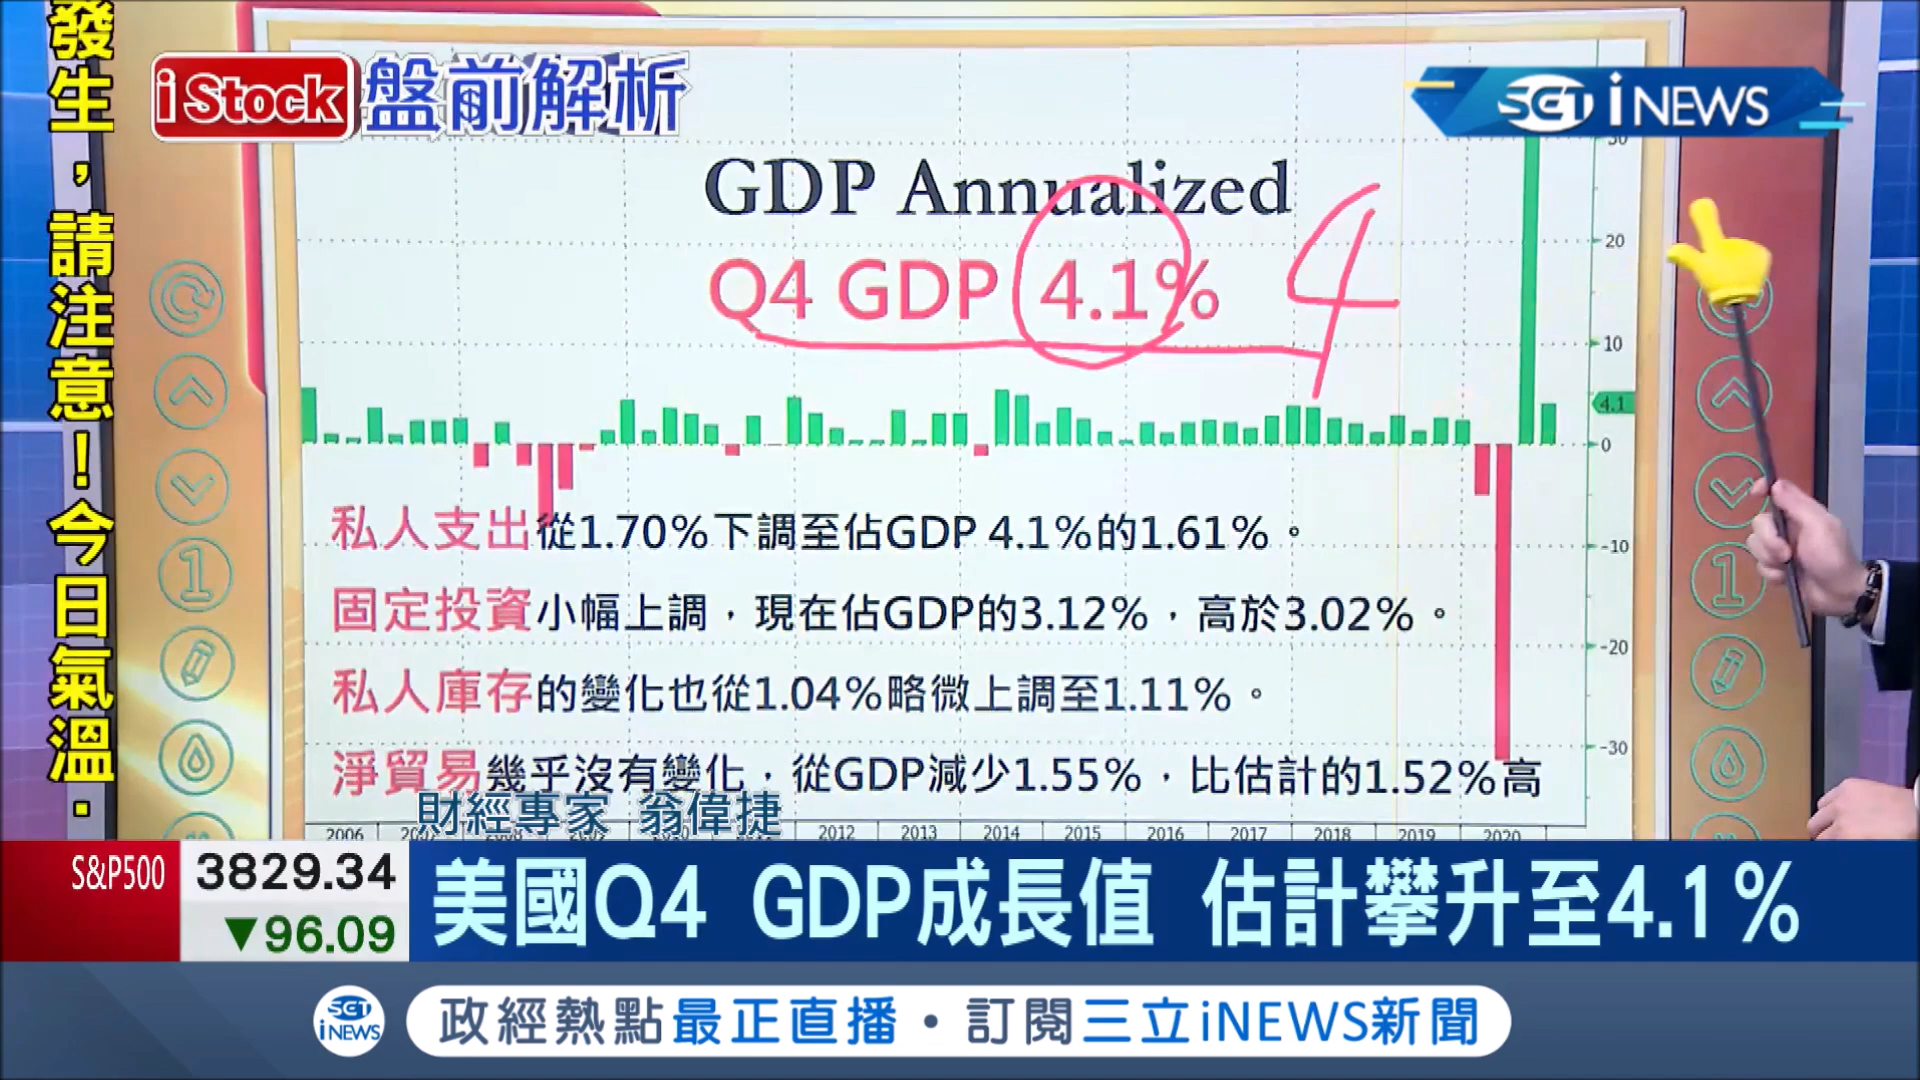 發生，請注意！今日氣溫．
i Stock 盤前解析
SET iNEWS
GDP Annualized
Q4 GDP 4.1%
4
30
20
10
4.1
0
-10
-20
-30
私人支出從1.70%下調至佔GDP 4.1%的1.61%。
固定投資小幅上調，現在佔GDP的3.12%，高於3.02%。
私人庫存的變化也從1.04%略微上調至1.11%。
淨貿易幾乎沒有變化，從GDP減少1.55%，比估計的1.52%高
財經專家 翁偉捷
2006 2007 2008 2009 2010 2012 2013 2014 2015 2016 2017 2018 2019 2020
S&P500 3829.34
▼96.09
美國Q4 GDP成長值 估計攀升至4.1%
SET iNEWS
政經熱點最正直播・訂閱三立iNEWS新聞